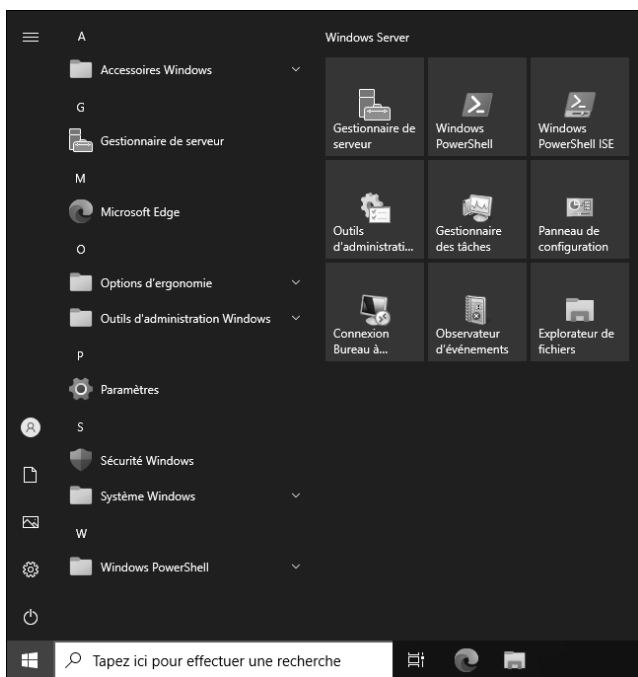 A
Accessoires Windows
G
Gestionnaire de serveur
M
Microsoft Edge
O
Options d'ergonomie
Outils d'administration Windows
P
Paramètres
S
Sécurité Windows
Système Windows
W
Windows PowerShell
Windows Server
Gestionnaire de
serveur
Windows
PowerShell
Windows
PowerShell ISE
Outils
d'administrati...
Gestionnaire
des tâches
Panneau de
configuration
Connexion
Bureau à...
Observateur
d'événements
Explorateur de
fichiers
Tapez ici pour effectuer une recherche